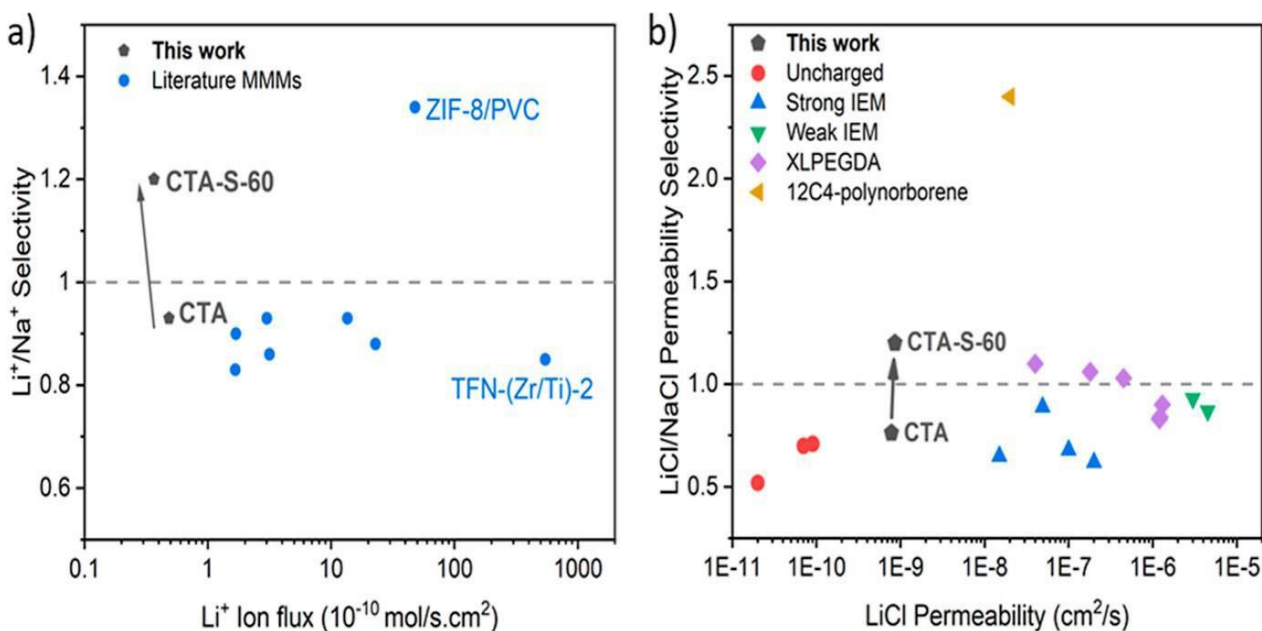 a)
This work
Literature MMMs
ZIF-8/PVC
CTA-S-60
CTA
TFN-(Zr/Ti)-2
1.4
1.2
1
0.8
0.6
Li⁺/Na⁺ Selectivity
0.1
1
10
100
1000
Li⁺ Ion flux (10⁻¹⁰ mol/s.cm²)
b)
This work
Uncharged
Strong IEM
Weak IEM
XLPEGDA
12C4-polynorborene
CTA-S-60
CTA
2.5
2.0
1.5
1.0
0.5
LiCl/NaCl Permeability Selectivity
1E-11
1E-10
1E-9
1E-8
1E-7
1E-6
1E-5
LiCl Permeability (cm²/s)